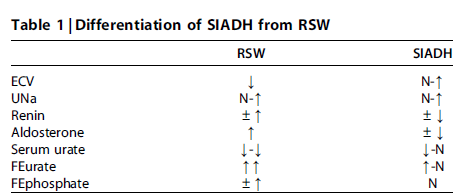 Table 1 | Differentiation of SIADH from RSW
RSW SIADH
ECV ↓ N-↑
UNa N-↑ N-↑
Renin ± ↑ ± ↓
Aldosterone ↑ ± ↓
Serum urate ↓-↓ ↓-N
FEurate ↑↑ ↑-N
FEphosphate ± ↑ N